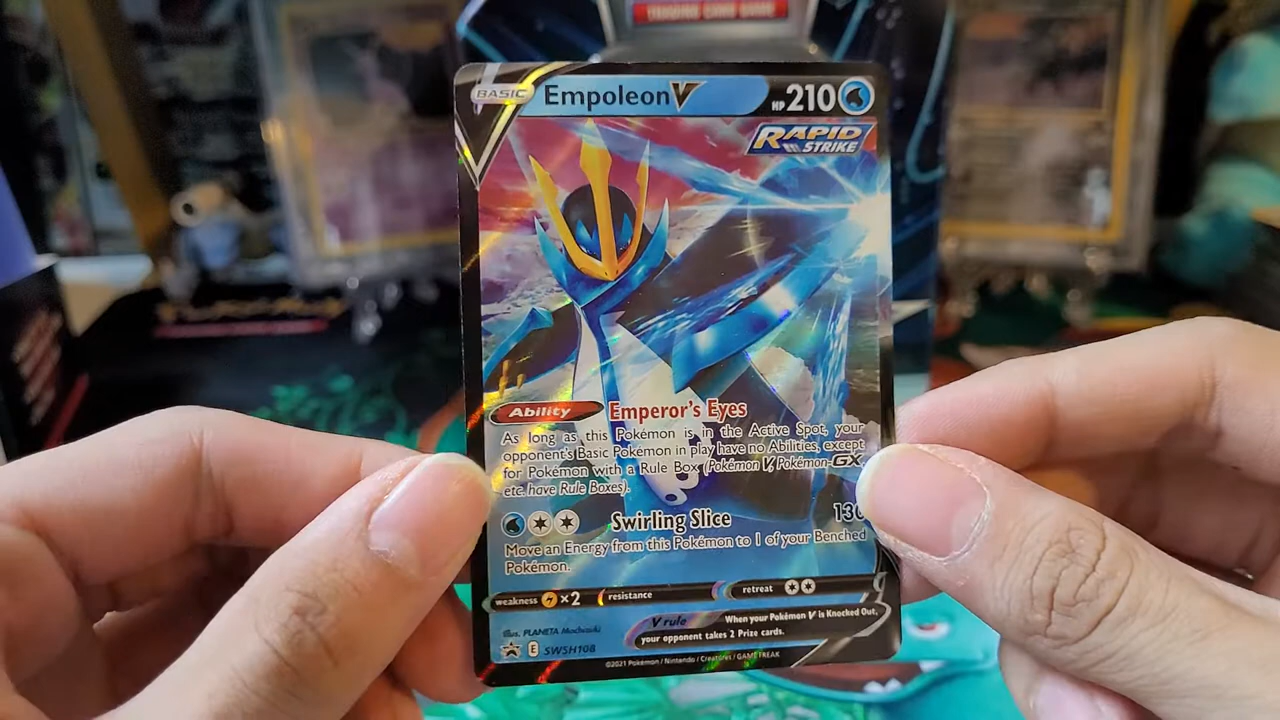 TRADING CARD GAME
BASIC
Empoleon V
HP 210
RAPID
STRIKE
Ability Emperor's Eyes
As long as this Pokémon is in the Active Spot, your
opponent's Basic Pokémon in play have no Abilities, except
for Pokémon with a Rule Box (Pokémon V, Pokémon-GX,
etc. have Rule Boxes).
Swirling Slice 130
Move an Energy from this Pokémon to 1 of your Benched
Pokémon.
weakness ×2 resistance retreat
V rule When your Pokémon V is Knocked Out,
your opponent takes 2 Prize cards.
Illus. PLANETA Mochizuki
E SWSH108
©2021 Pokémon / Nintendo / Creatures / GAME FREAK